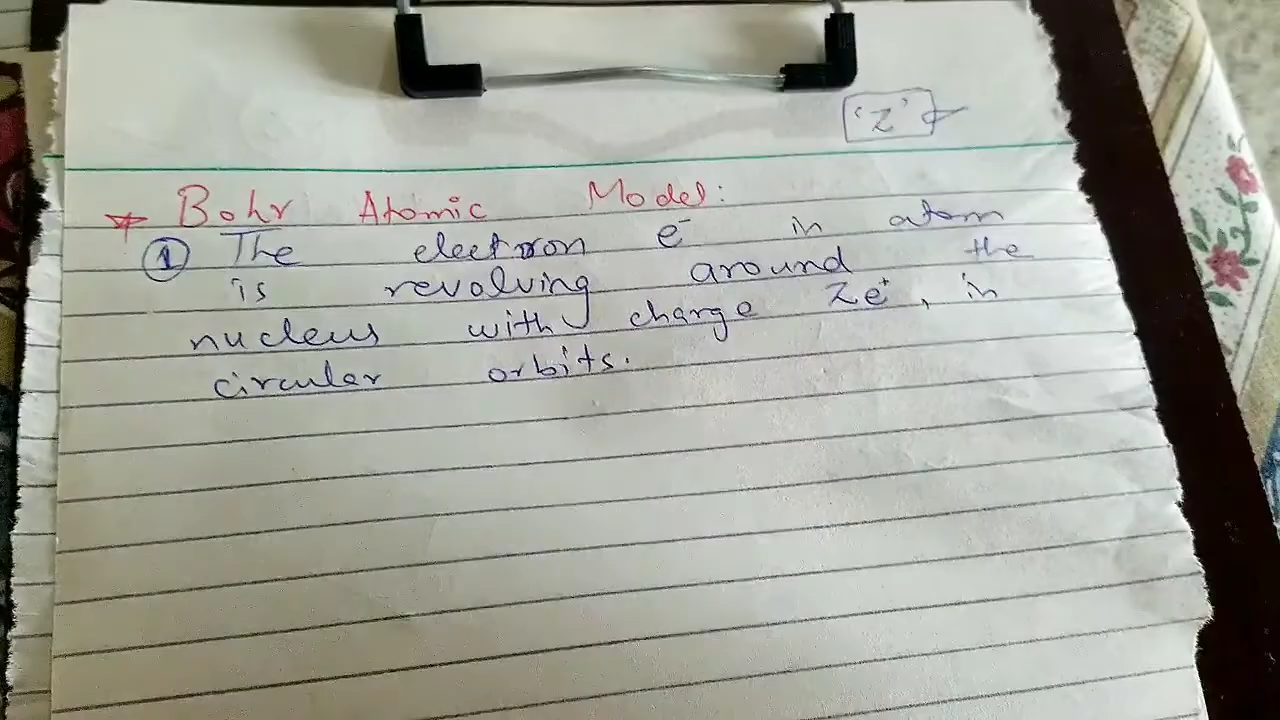 'Z'
* Bohr Atomic Model:
① The electron e⁻ in atom
is revolving around the
nucleus with charge Ze⁺, in
circular orbits.